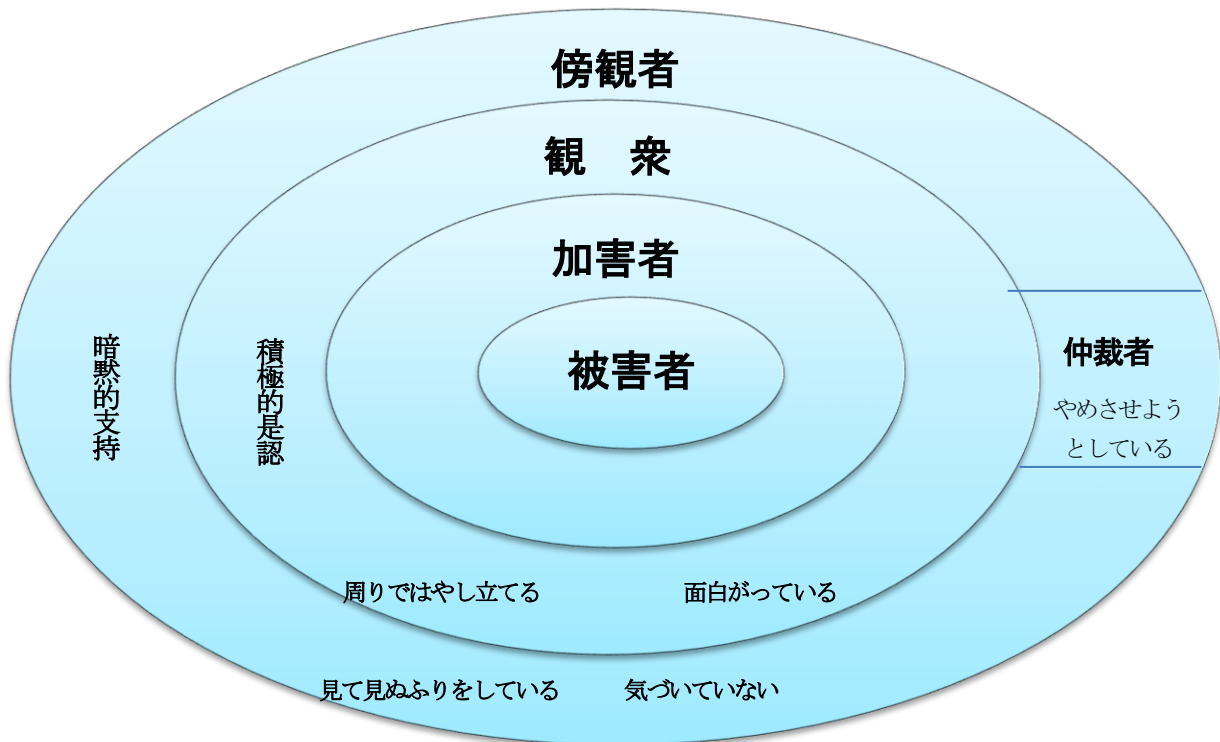 傍観者
観　衆
加害者
被害者
暗黙的支持
積極的是認
仲裁者
やめさせよう
としている
周りではやし立てる
面白がっている
見て見ぬふりをしている
気づいていない